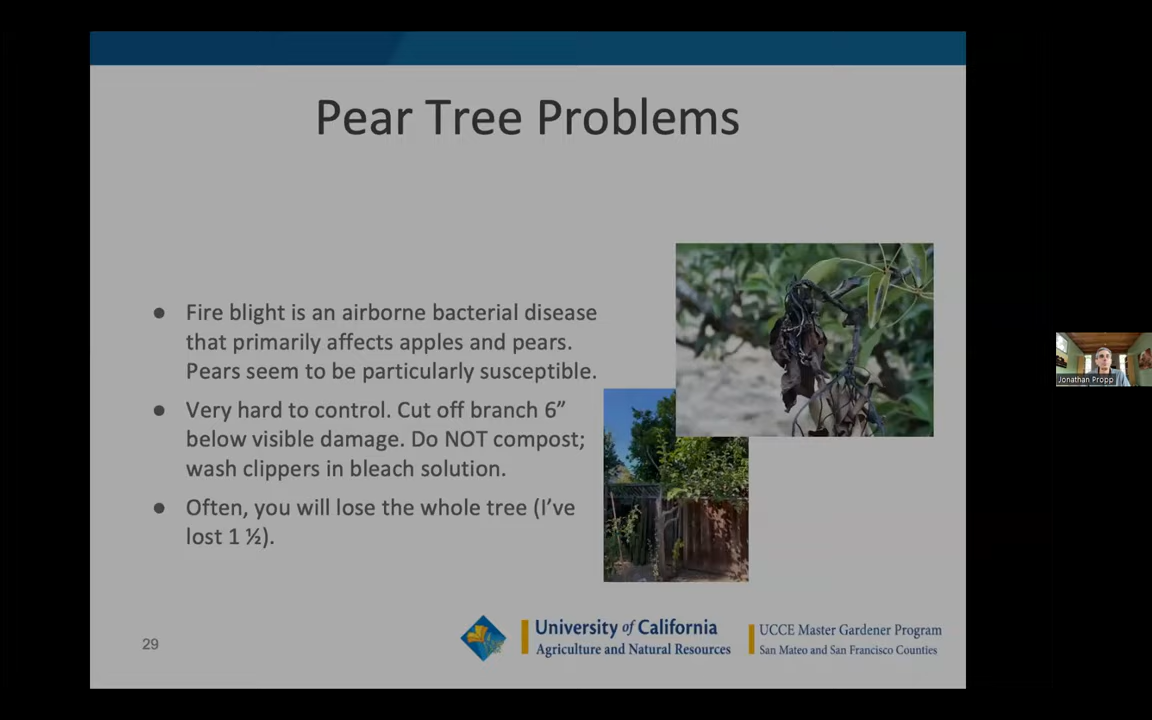 Pear Tree Problems
● Fire blight is an airborne bacterial disease
that primarily affects apples and pears.
Pears seem to be particularly susceptible.
● Very hard to control. Cut off branch 6”
below visible damage. Do NOT compost;
wash clippers in bleach solution.
● Often, you will lose the whole tree (I’ve
lost 1 ½).
Jonathan Propp
29
University of California
Agriculture and Natural Resources
UCCE Master Gardener Program
San Mateo and San Francisco Counties